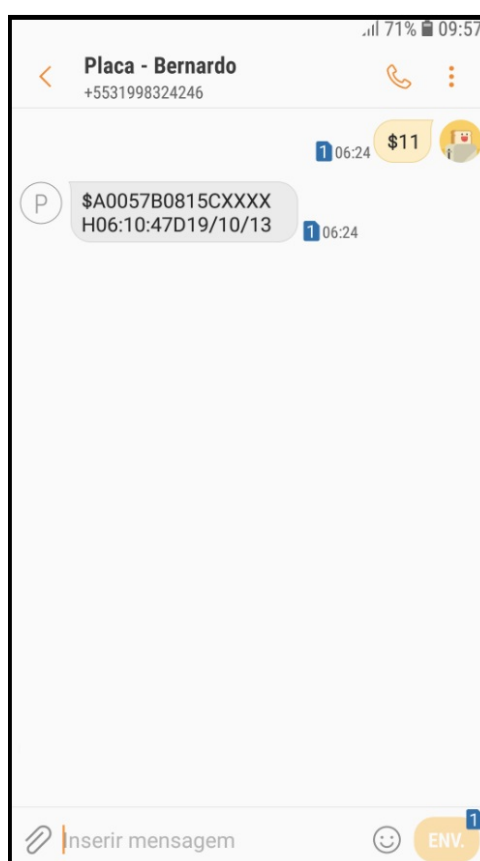 71% 09:57
Placa - Bernardo
+5531998324246
1 06:24 $11
P
$A0057B0815CXXXX
H06:10:47D19/10/13
1 06:24
Inserir mensagem
ENV.
1